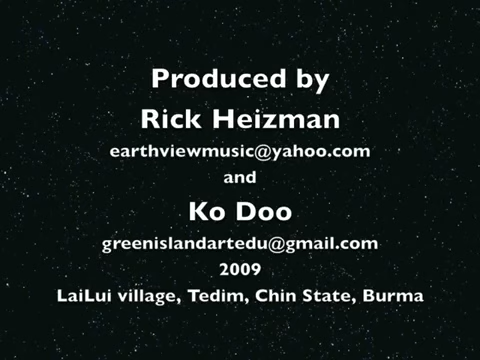 Produced by
Rick Heizman
earthviewmusic@yahoo.com
and
Ko Doo
greenislandartedu@gmail.com
2009
LaiLui village, Tedim, Chin State, Burma